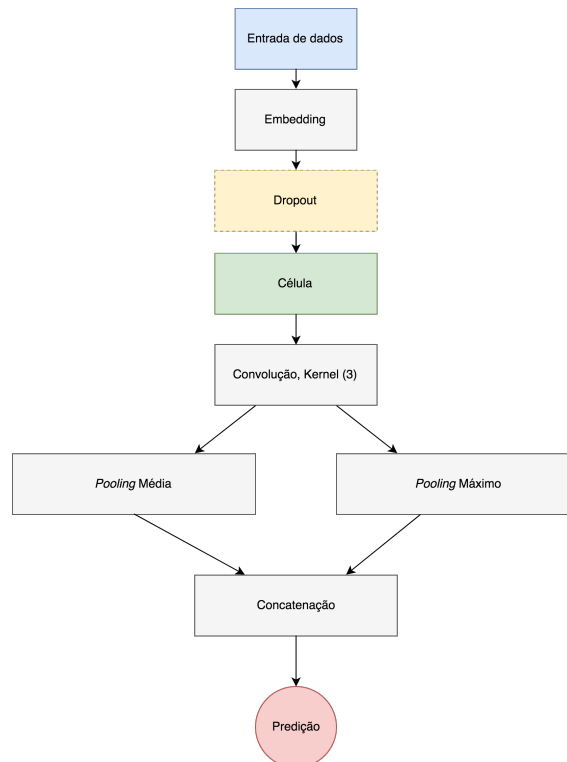 Entrada de dados
Embedding
Dropout
Célula
Convolução, Kernel (3)
Pooling Média
Pooling Máximo
Concatenação
Predição